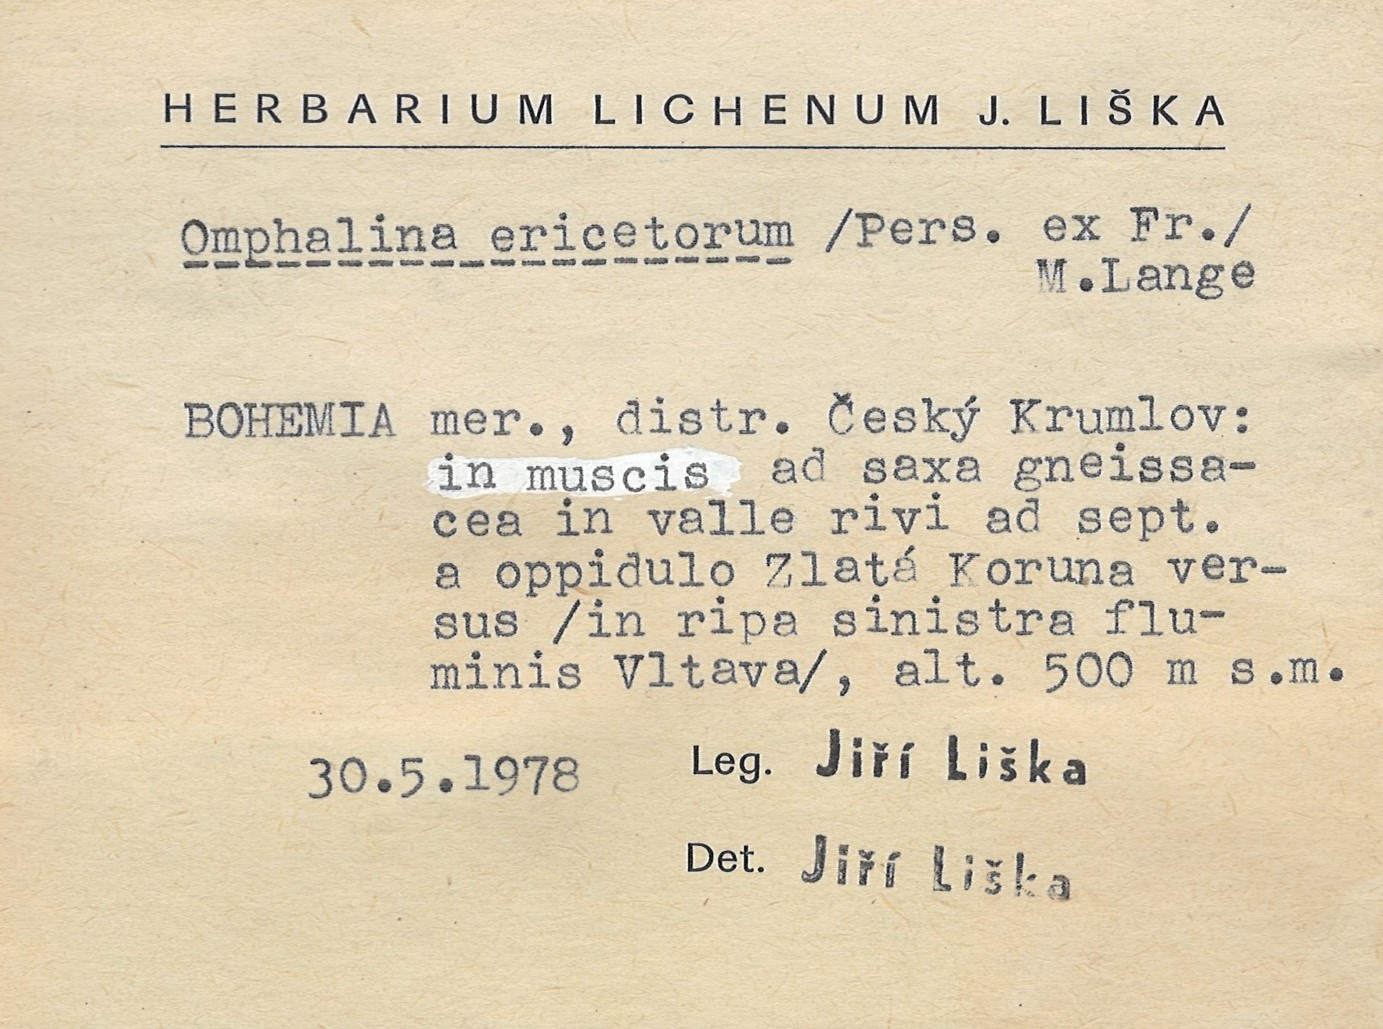 HERBARIUM LICHENUM J. LIŠKA
Omphalina ericetorum /Pers. ex Fr./
M.Lange
BOHEMIA mer., distr. Český Krumlov:
in muscis ad saxa gneissa-
cea in valle rivi ad sept.
a oppidulo Zlatá Koruna ver-
sus /in ripa sinistra flu-
minis Vltava/, alt. 500 m s.m.
30.5.1978 Leg. Jiří Liška
Det. Jiří Liška